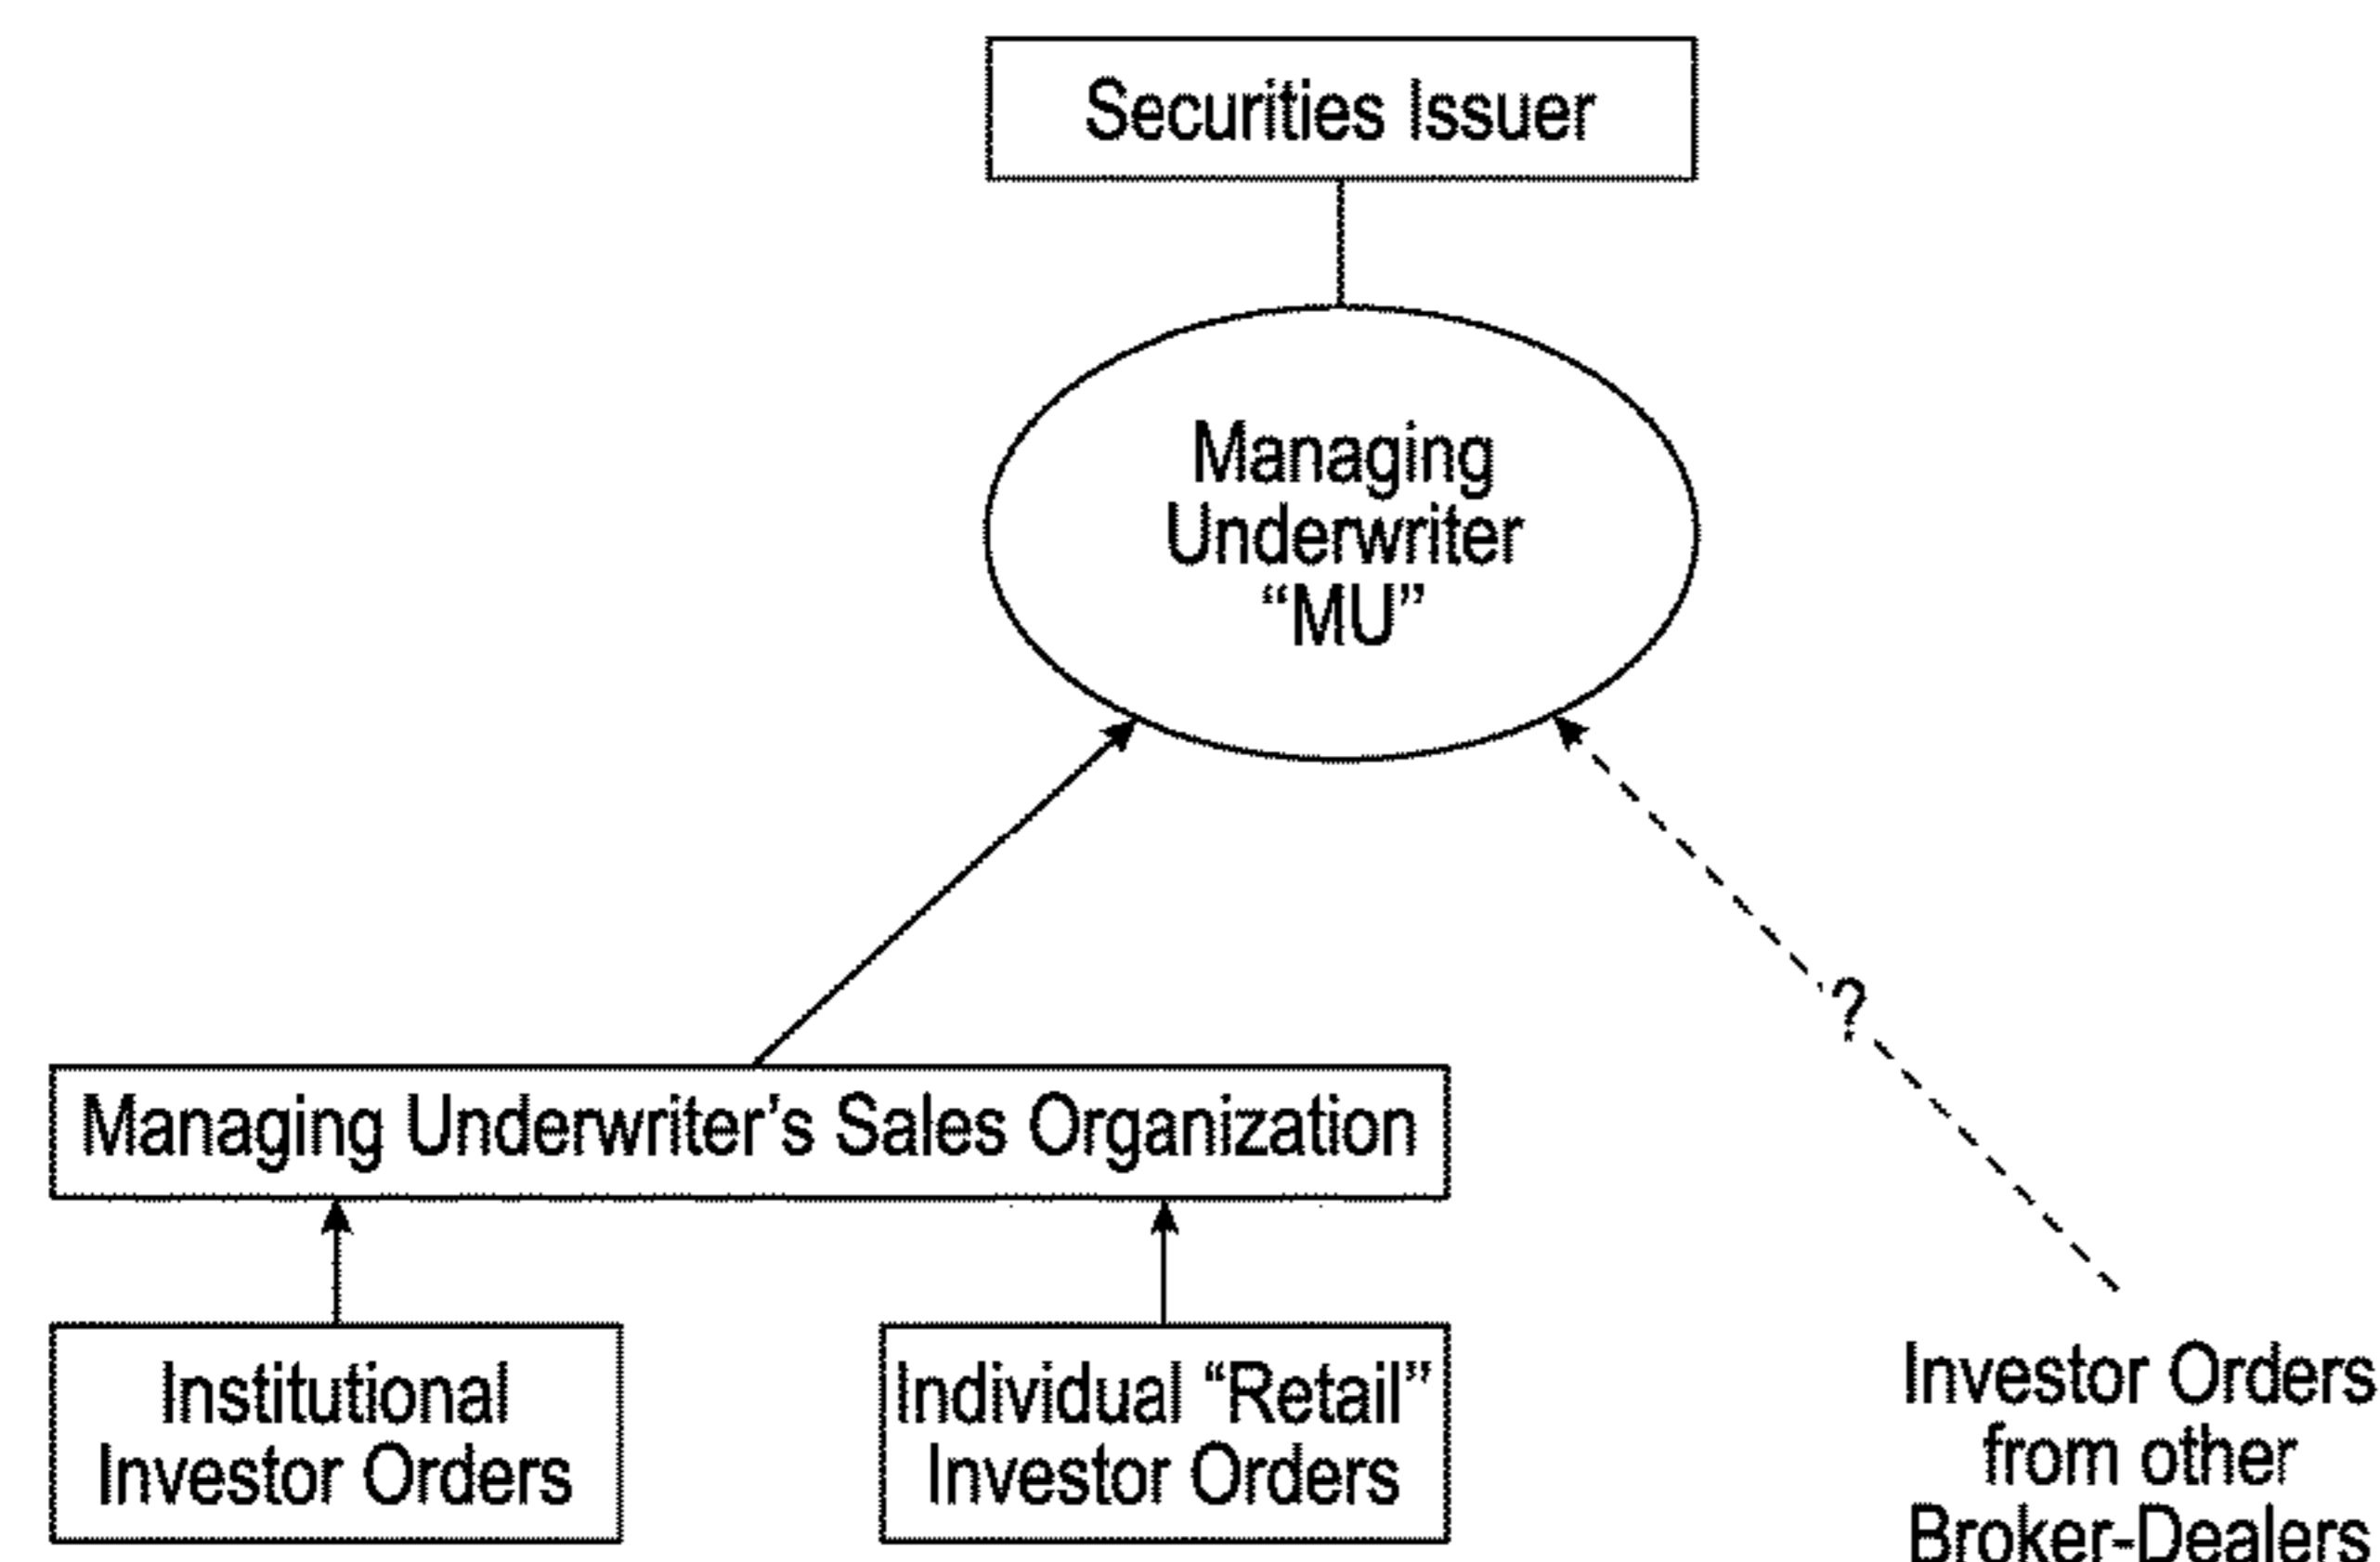 Securities Issuer
Managing
Underwriter
“MU”
?
Managing Underwriter’s Sales Organization
Institutional
Investor Orders
Individual “Retail”
Investor Orders
Investor Orders
from other
Broker-Dealers